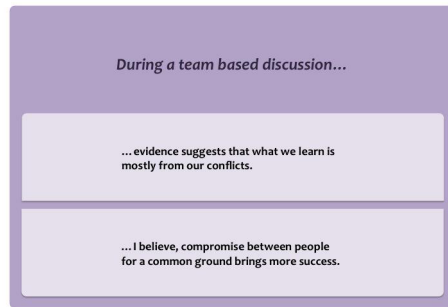 During a team based discussion...
... evidence suggests that what we learn is
mostly from our conflicts.
... I believe, compromise between people
for a common ground brings more success.